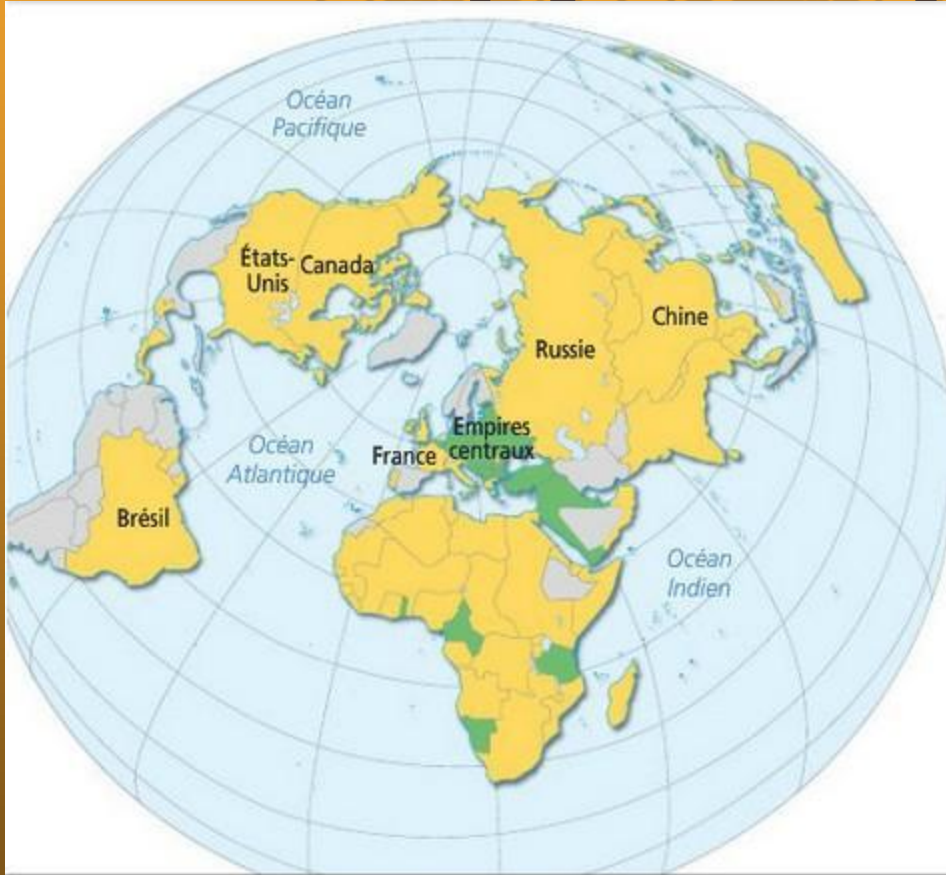 Océan
Pacifique
États-
Unis
Canada
Chine
Russie
Océan
Atlantique
France
Empires
centraux
Brésil
Océan
Indien